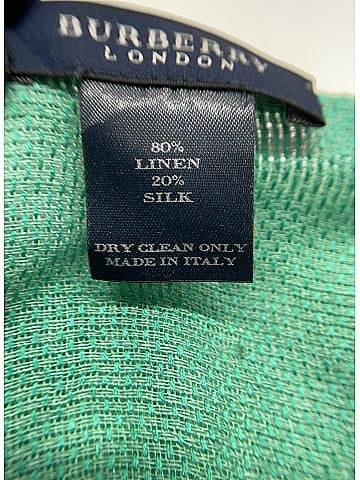 BURBERRY
LONDON
80%
LINEN
20%
SILK
DRY CLEAN ONLY
MADE IN ITALY